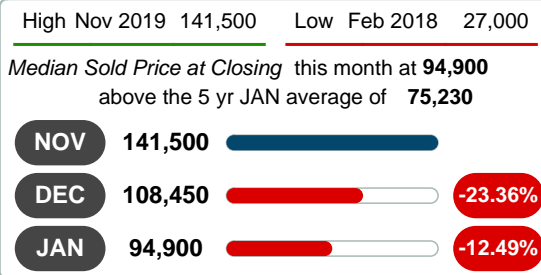 High Nov 2019 141,500 Low Feb 2018 27,000
Median Sold Price at Closing this month at 94,900
above the 5 yr JAN average of 75,230
NOV 141,500
DEC 108,450 -23.36%
JAN 94,900 -12.49%